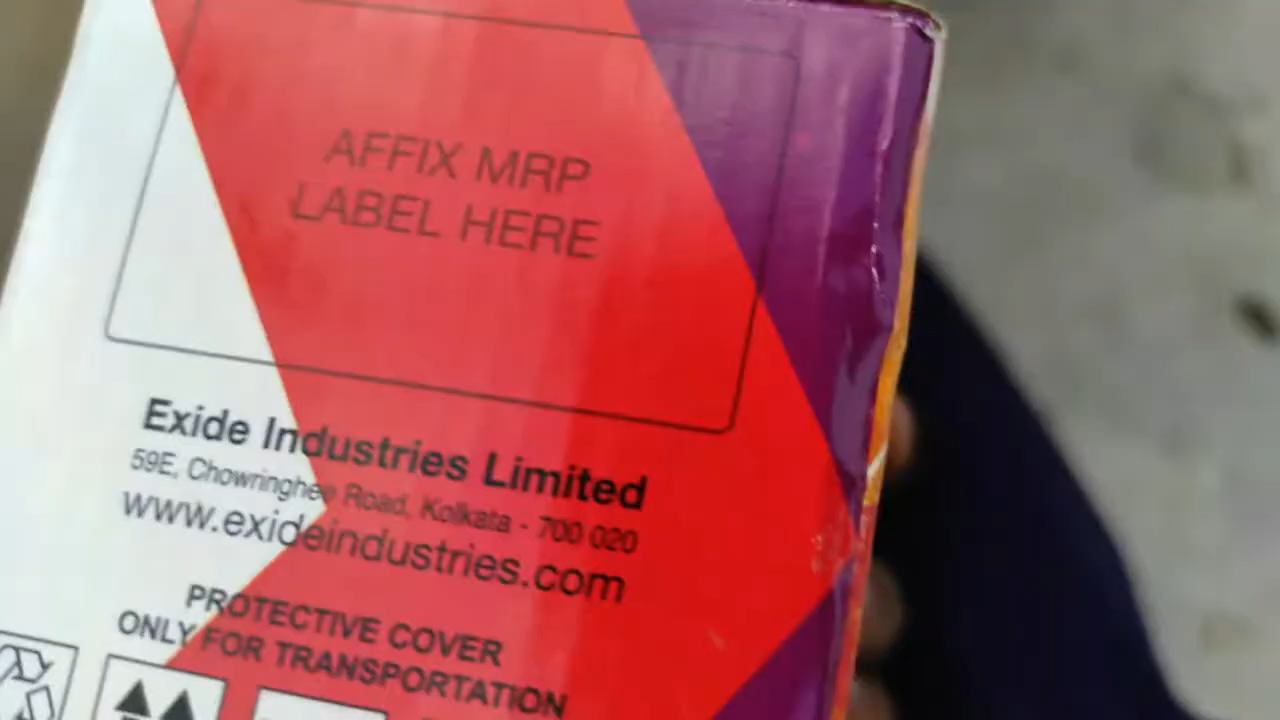 AFFIX MRP
LABEL HERE
Exide Industries Limited
59E, Chowringhee Road, Kolkata - 700 020
www.exideindustries.com
PROTECTIVE COVER
ONLY FOR TRANSPORTATION